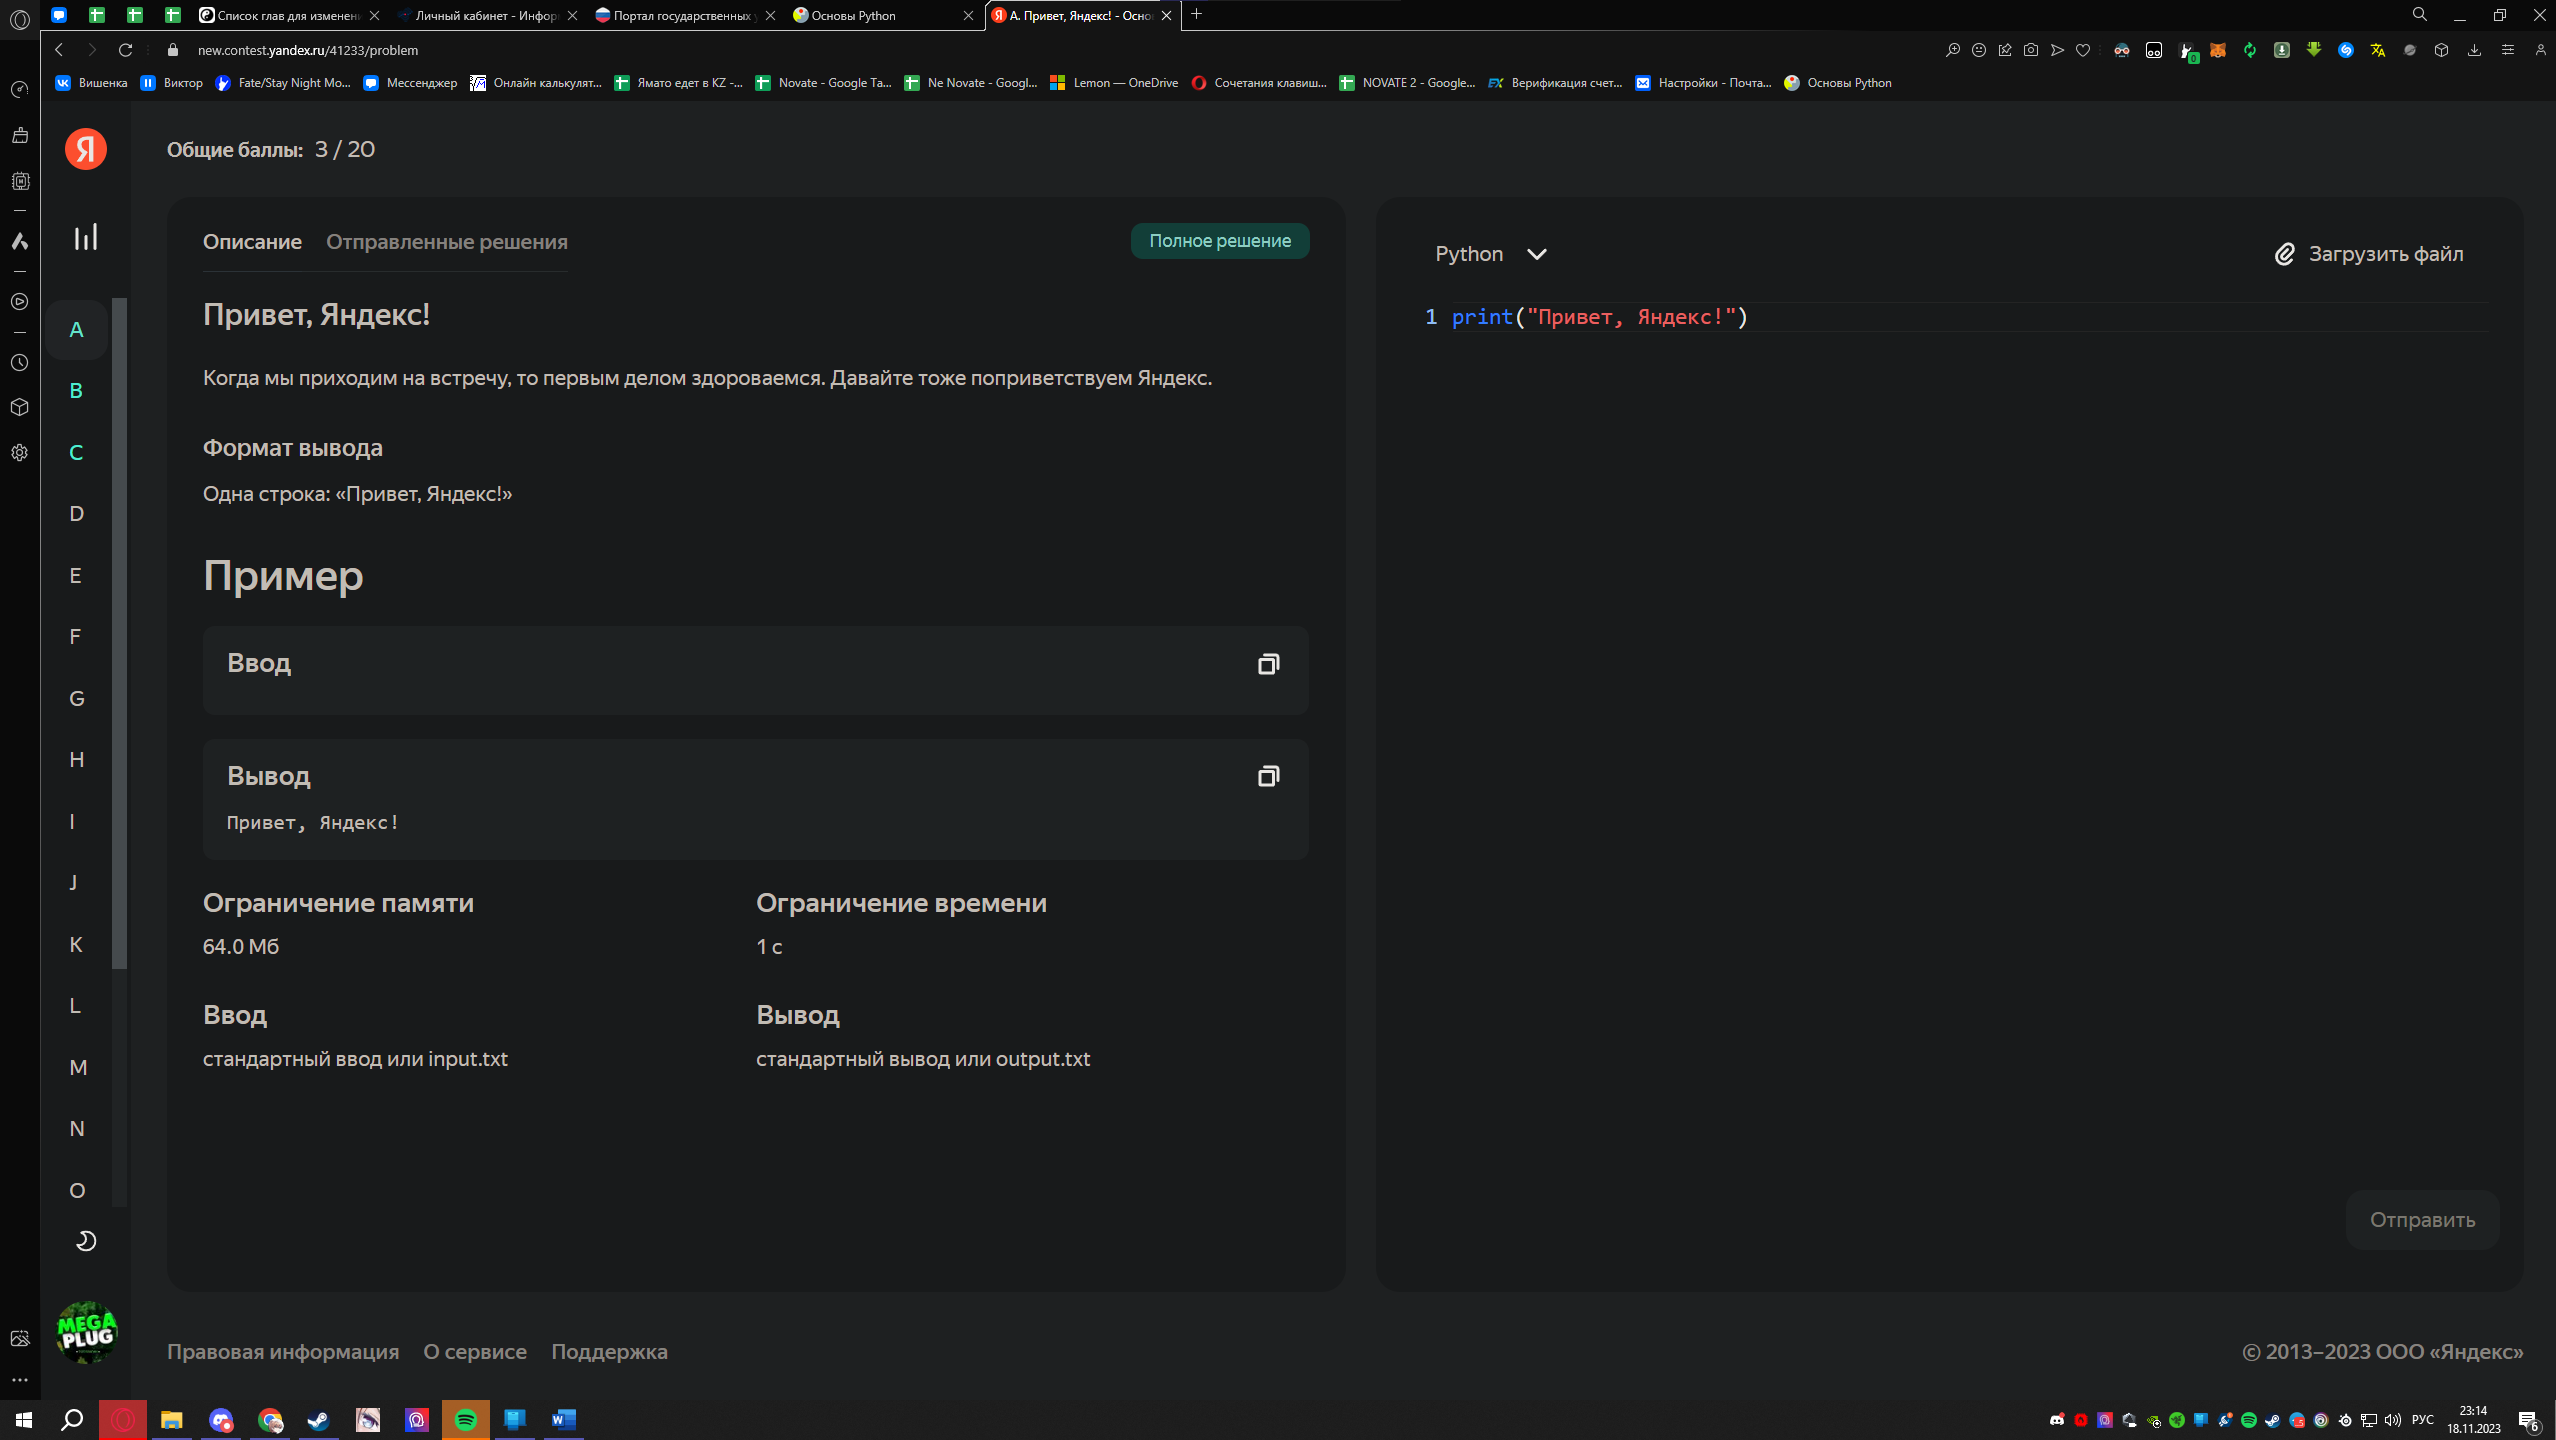 Список глав для изменени
Личный кабинет - Инфор
Портал государственных у
Основы Python
А. Привет, Яндекс! - Осно
new.contest.yandex.ru/41233/problem
Вишенка
Виктор
Fate/Stay Night Mo...
Мессенджер
Онлайн калькулят...
Ямато едет в KZ -...
Novate - Google Ta...
Ne Novate - Googl...
Lemon — OneDrive
Сочетания клавиш...
NOVATE 2 - Google...
Верификация счет...
Настройки - Почта...
Основы Python
Общие баллы: 3 / 20
Описание
Отправленные решения
Полное решение
Привет, Яндекс!
Когда мы приходим на встречу, то первым делом здороваемся. Давайте тоже поприветствуем Яндекс.
Формат вывода
Одна строка: «Привет, Яндекс!»
Пример
Ввод
Вывод
Привет, Яндекс!
Ограничение памяти
64.0 Мб
Ограничение времени
1 с
Ввод
стандартный ввод или input.txt
Вывод
стандартный вывод или output.txt
Python
Загрузить файл
1 print("Привет, Яндекс!")
Отправить
A
B
C
D
E
F
G
H
I
J
K
L
M
N
O
MEGA
PLUG
Правовая информация
О сервисе
Поддержка
© 2013–2023 ООО «Яндекс»
РУС
23:14
18.11.2023
6